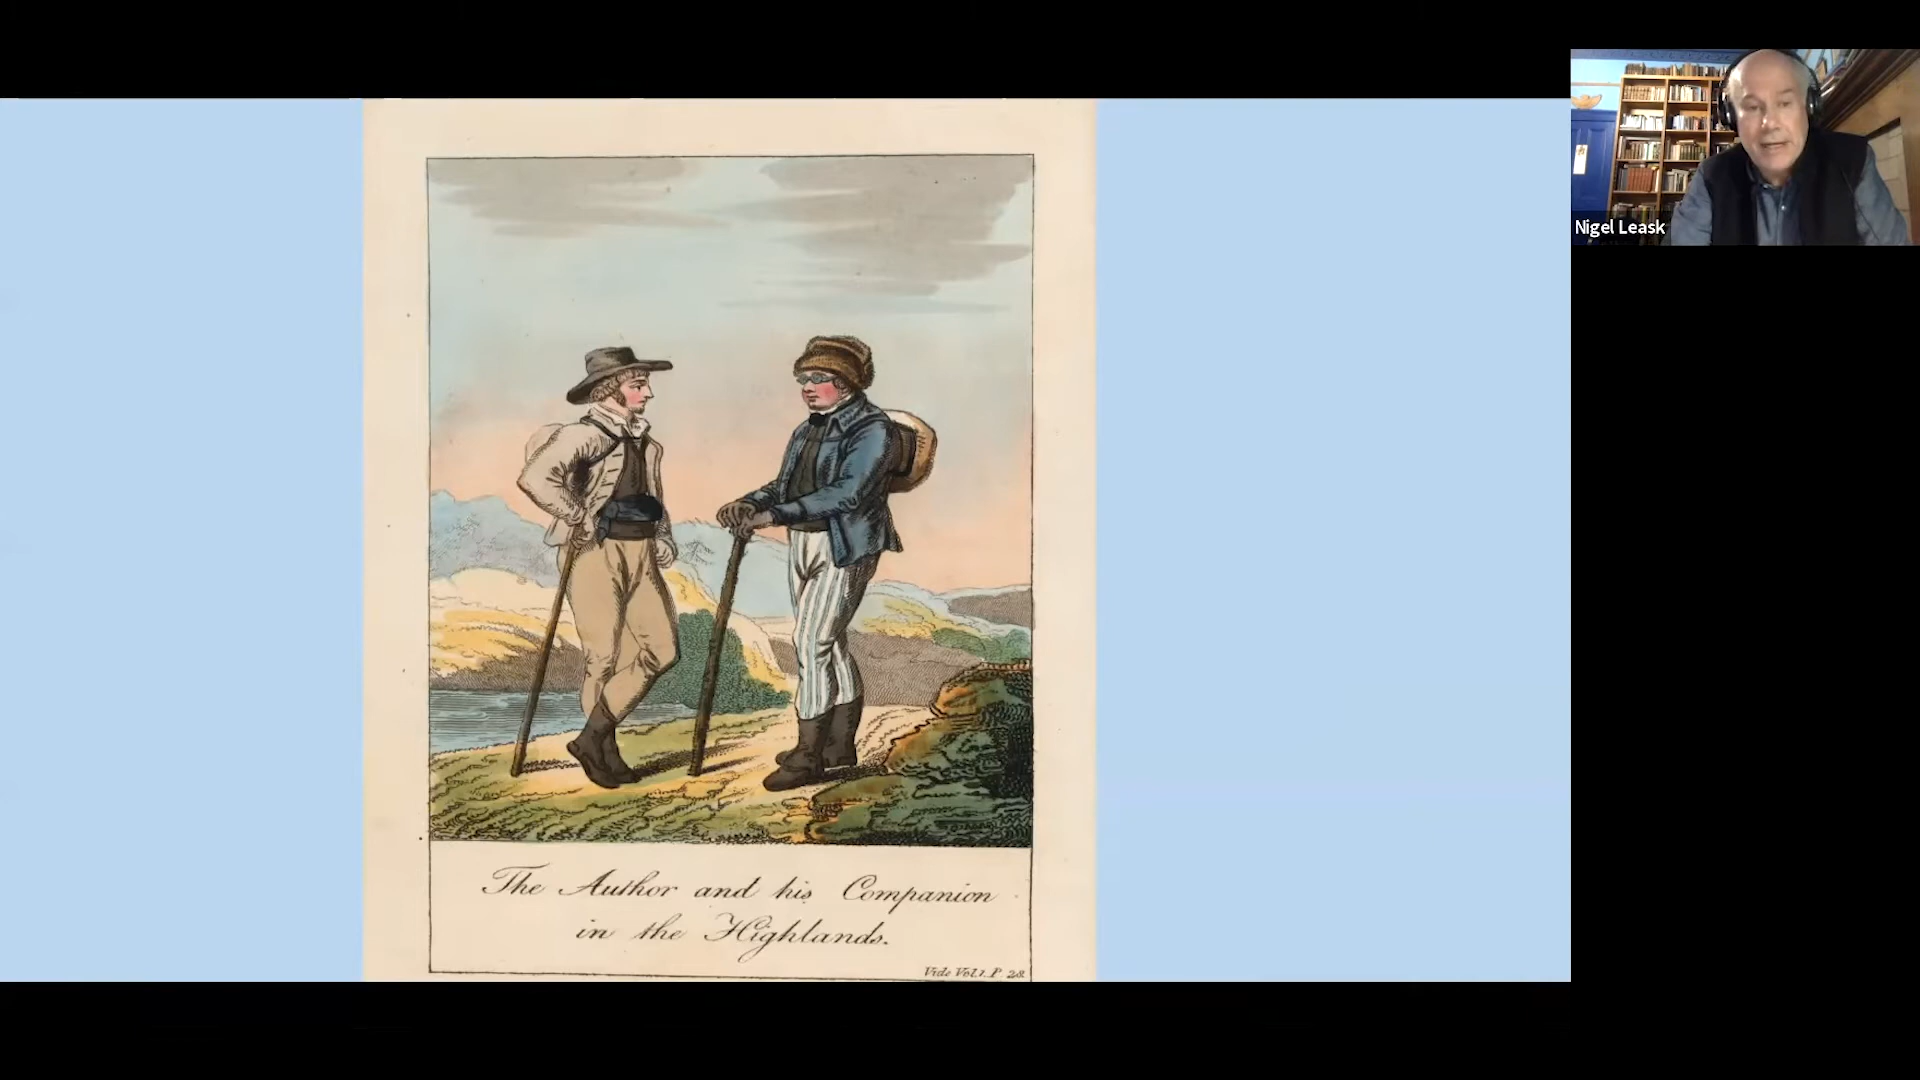 The Author and his Companion
in the Highlands.
Vide Vol. 1. P 28.
Nigel Leask